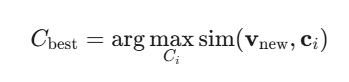 C_best = arg max_{C_i} sim(v_new, c_i)